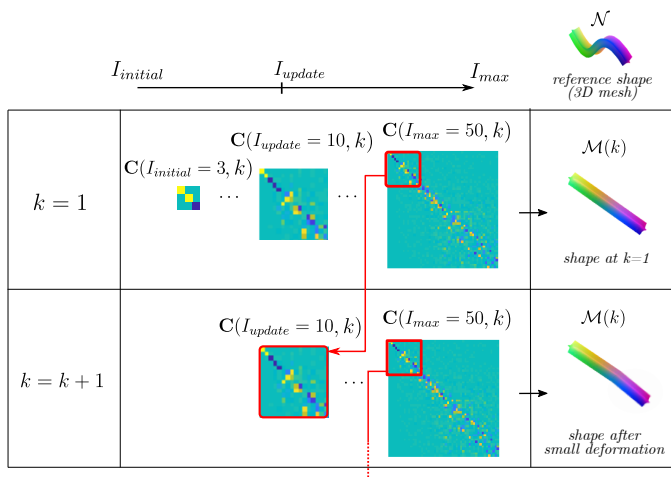 𝒩
I_initial
I_update
I_max
reference shape
(3D mesh)
C(I_max = 50, k)
C(I_update = 10, k)
C(I_initial = 3, k)
ℳ(k)
k = 1
··· ···
shape at k=1
C(I_max = 50, k)
C(I_update = 10, k)
ℳ(k)
k = k + 1
···
shape after
small deformation